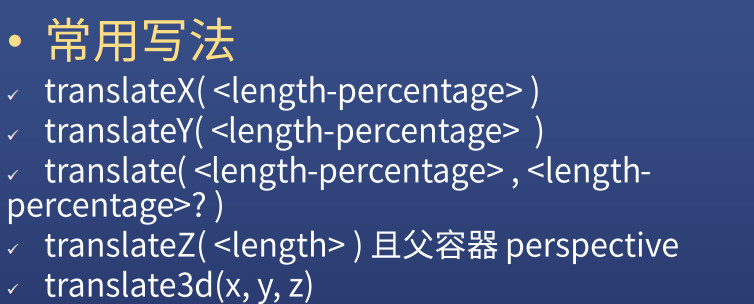 • 常用写法
✓ translateX( <length-percentage> )
✓ translateY( <length-percentage>  )
✓ translate( <length-percentage> , <length-
percentage>? )
✓ translateZ( <length> ) 且父容器 perspective
✓ translate3d(x, y, z)